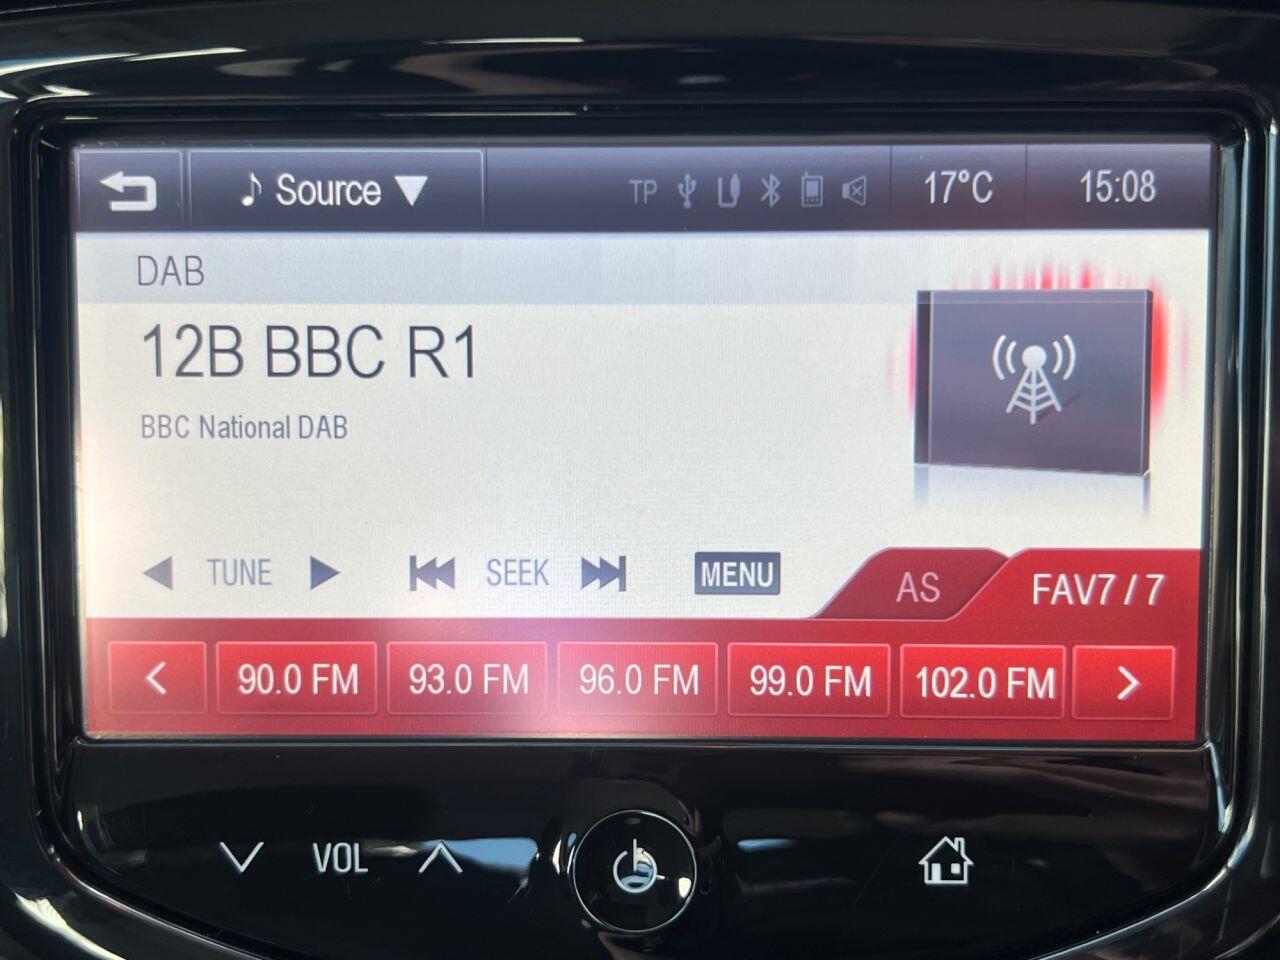 Source TP 17°C 15:08
DAB
12B BBC R1
BBC National DAB
TUNE SEEK MENU AS FAV7 / 7
90.0 FM 93.0 FM 96.0 FM 99.0 FM 102.0 FM
VOL